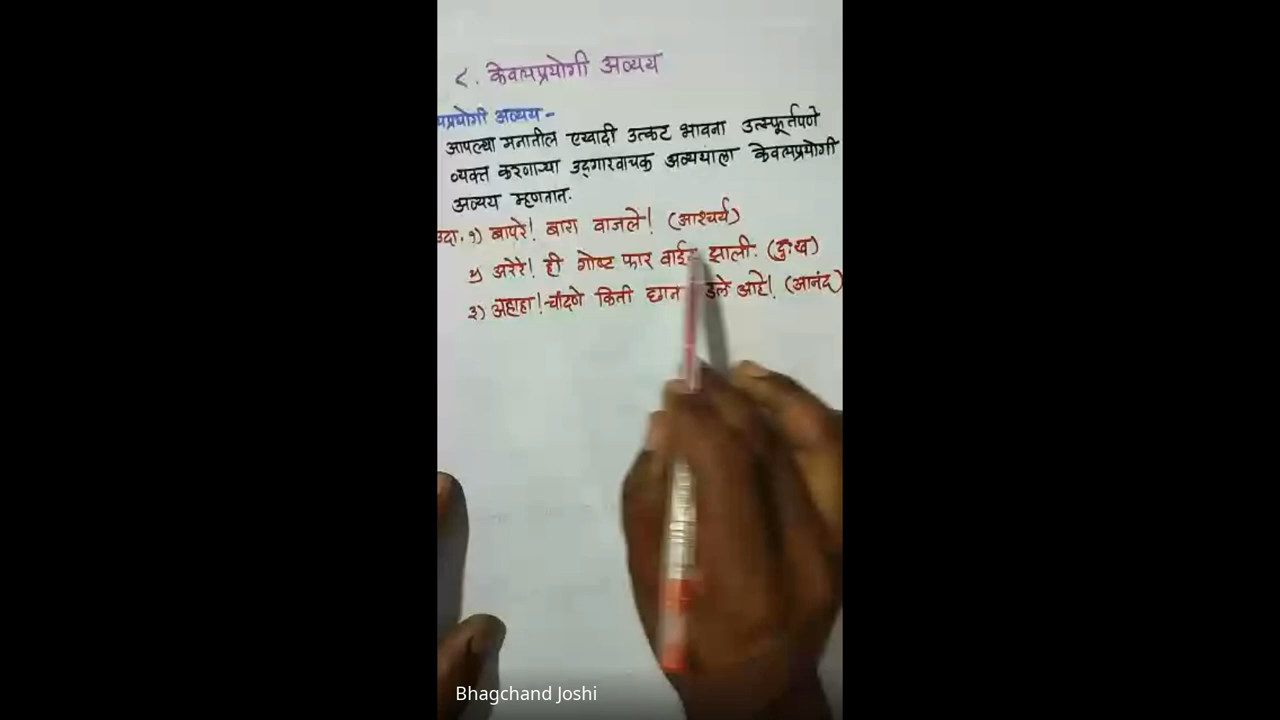 ८. केवलप्रयोगी अव्यय
प्रयोगी अव्यय -
आपल्या मनातील एखादी उत्कट भावना उत्स्फूर्तपणे
व्यक्त करणाऱ्या उद्गारवाचक अव्ययाला केवलप्रयोगी
अव्यय म्हणतात.
उदा. १) बापरे! बारा वाजले! (आश्चर्य)
२) अरेरे! ही गोष्ट फार वाईट झाली. (दुःख)
३) अहाहा! चांदणे किती छान डले आहे! (आनंद)
Bhagchand Joshi